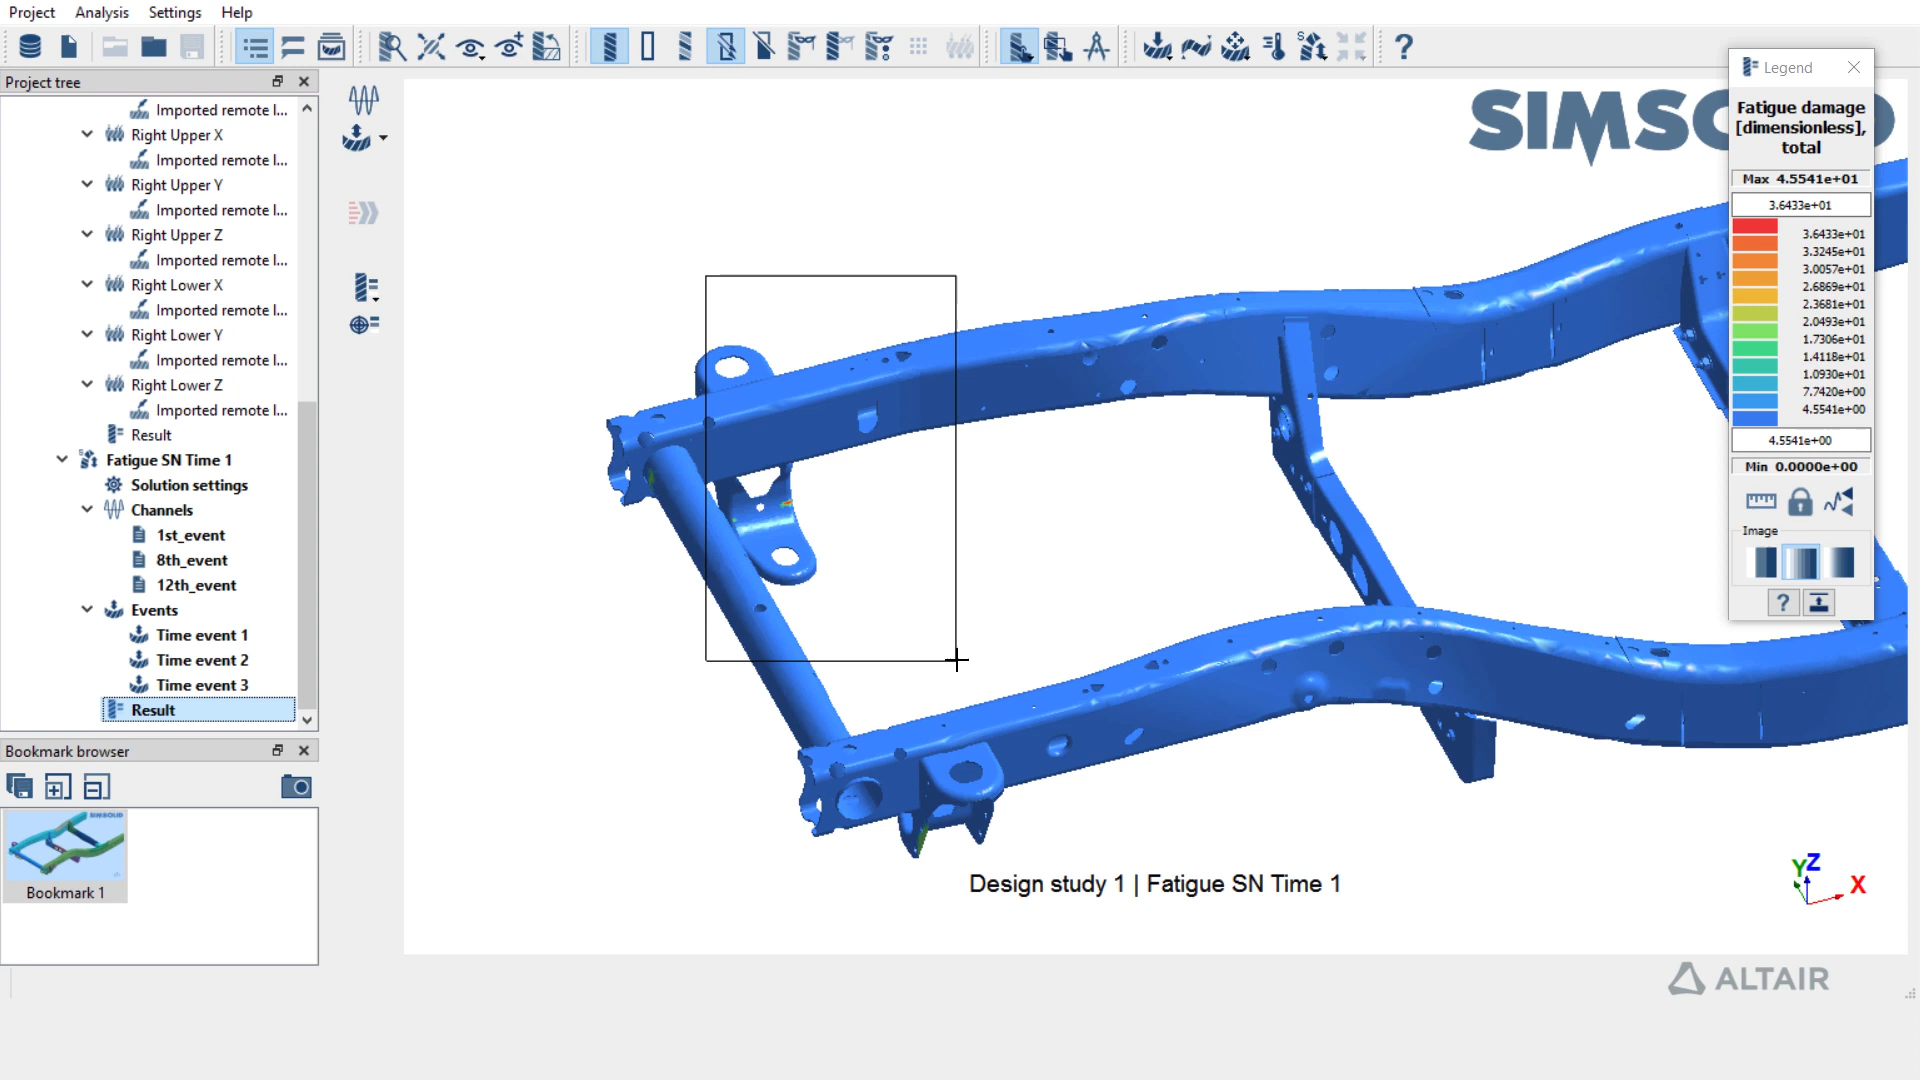 Project Analysis Settings Help
Project tree
Imported remote l...
Right Upper X
Imported remote l...
Right Upper Y
Imported remote l...
Right Upper Z
Imported remote l...
Right Lower X
Imported remote l...
Right Lower Y
Imported remote l...
Right Lower Z
Imported remote l...
Result
Fatigue SN Time 1
Solution settings
Channels
1st_event
8th_event
12th_event
Events
Time event 1
Time event 2
Time event 3
Result
Bookmark browser
SIMSOLID
Bookmark 1
SIMSO D
Legend
Fatigue damage
[dimensionless],
total
Max 4.5541e+01
3.6433e+01
3.6433e+01
3.3245e+01
3.0057e+01
2.6869e+01
2.3681e+01
2.0493e+01
1.7306e+01
1.4118e+01
1.0930e+01
7.7420e+00
4.5541e+00
4.5541e+00
Min 0.0000e+00
Image
?
Design study 1 | Fatigue SN Time 1
Y Z X
ALTAIR